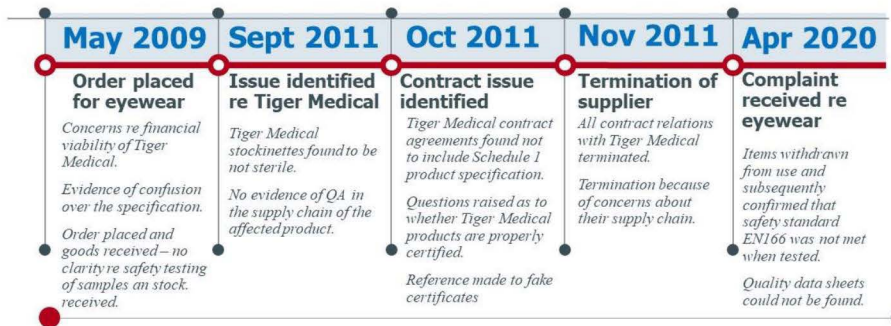 May 2009
Order placed
for eyewear
Concerns re financial
viability of Tiger
Medical.
Evidence of confusion
over the specification.
Order placed and
goods received – no
clarity re safety testing
of samples an stock.
received.
Sept 2011
Issue identified
re Tiger Medical
Tiger Medical
stockinettes found to be
not sterile.
No evidence of QA in
the supply chain of the
affected product.
Oct 2011
Contract issue
identified
Tiger Medical contract
agreements found not
to include Schedule 1
product specification.
Questions raised as to
whether Tiger Medical
products are properly
certified.
Reference made to fake
certificates
Nov 2011
Termination of
supplier
All contract relations
with Tiger Medical
terminated.
Termination because
of concerns about
their supply chain.
Apr 2020
Complaint
received re
eyewear
Items withdrawn
from use and
subsequently
confirmed that
safety standard
EN166 was not met
when tested.
Quality data sheets
could not be found.